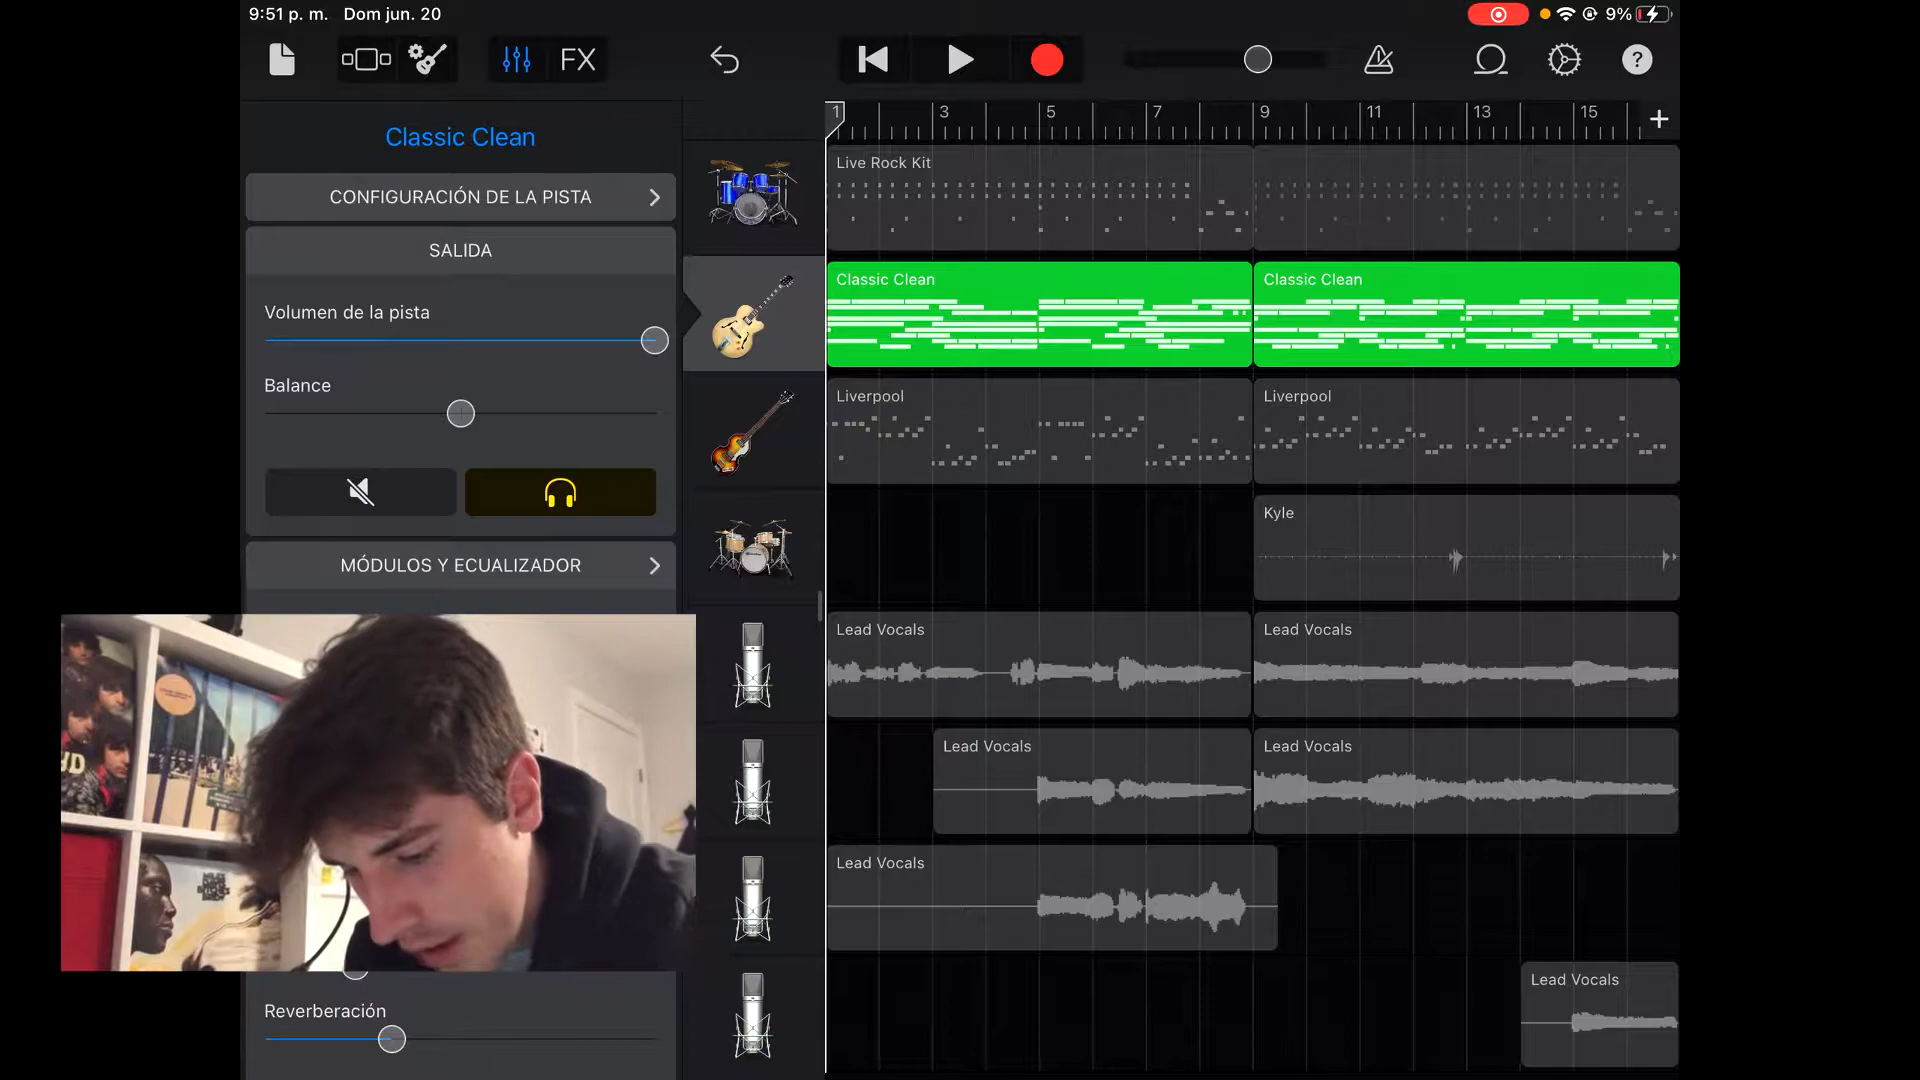 9:51 p. m. Dom jun. 20
9%
FX
?
Classic Clean
CONFIGURACIÓN DE LA PISTA
SALIDA
Volumen de la pista
Balance
MÓDULOS Y ECUALIZADOR
Reverberación
1 3 5 7 9 11 13 15 +
Live Rock Kit
Classic Clean Classic Clean
Liverpool Liverpool
Kyle
Lead Vocals Lead Vocals
Lead Vocals Lead Vocals
Lead Vocals
Lead Vocals